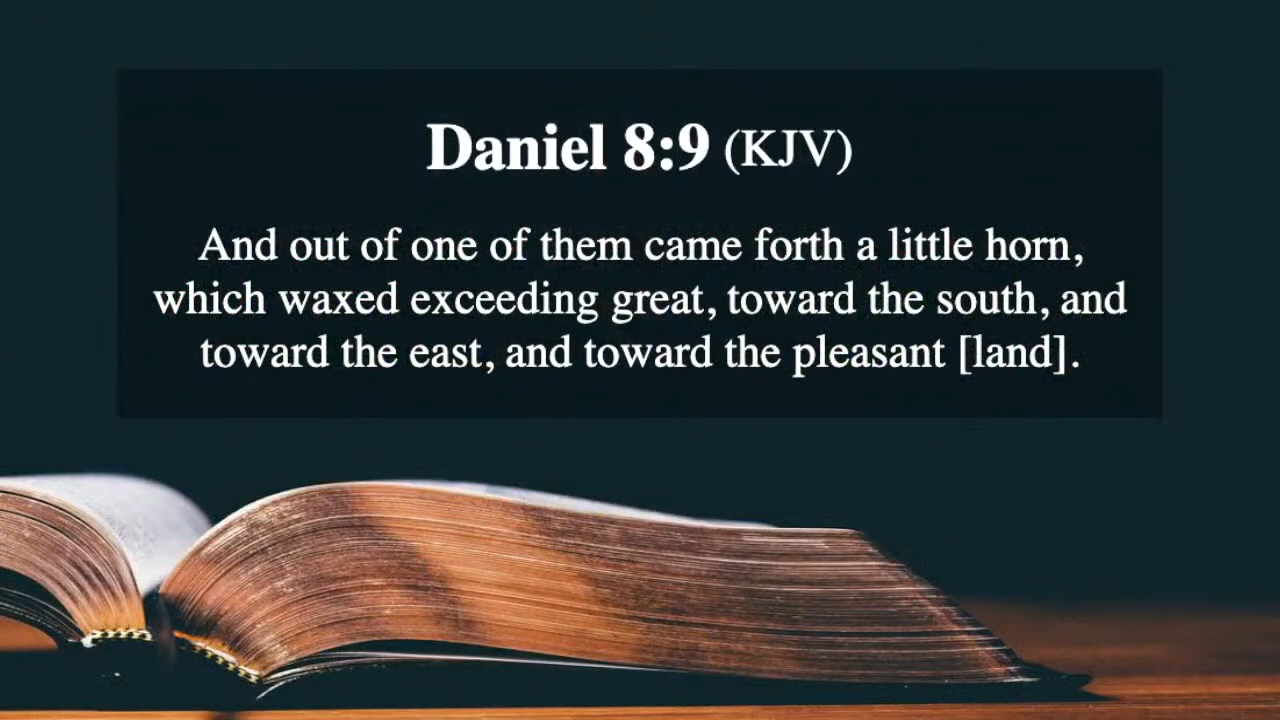 Daniel 8:9 (KJV)
And out of one of them came forth a little horn,
which waxed exceeding great, toward the south, and
toward the east, and toward the pleasant [land].